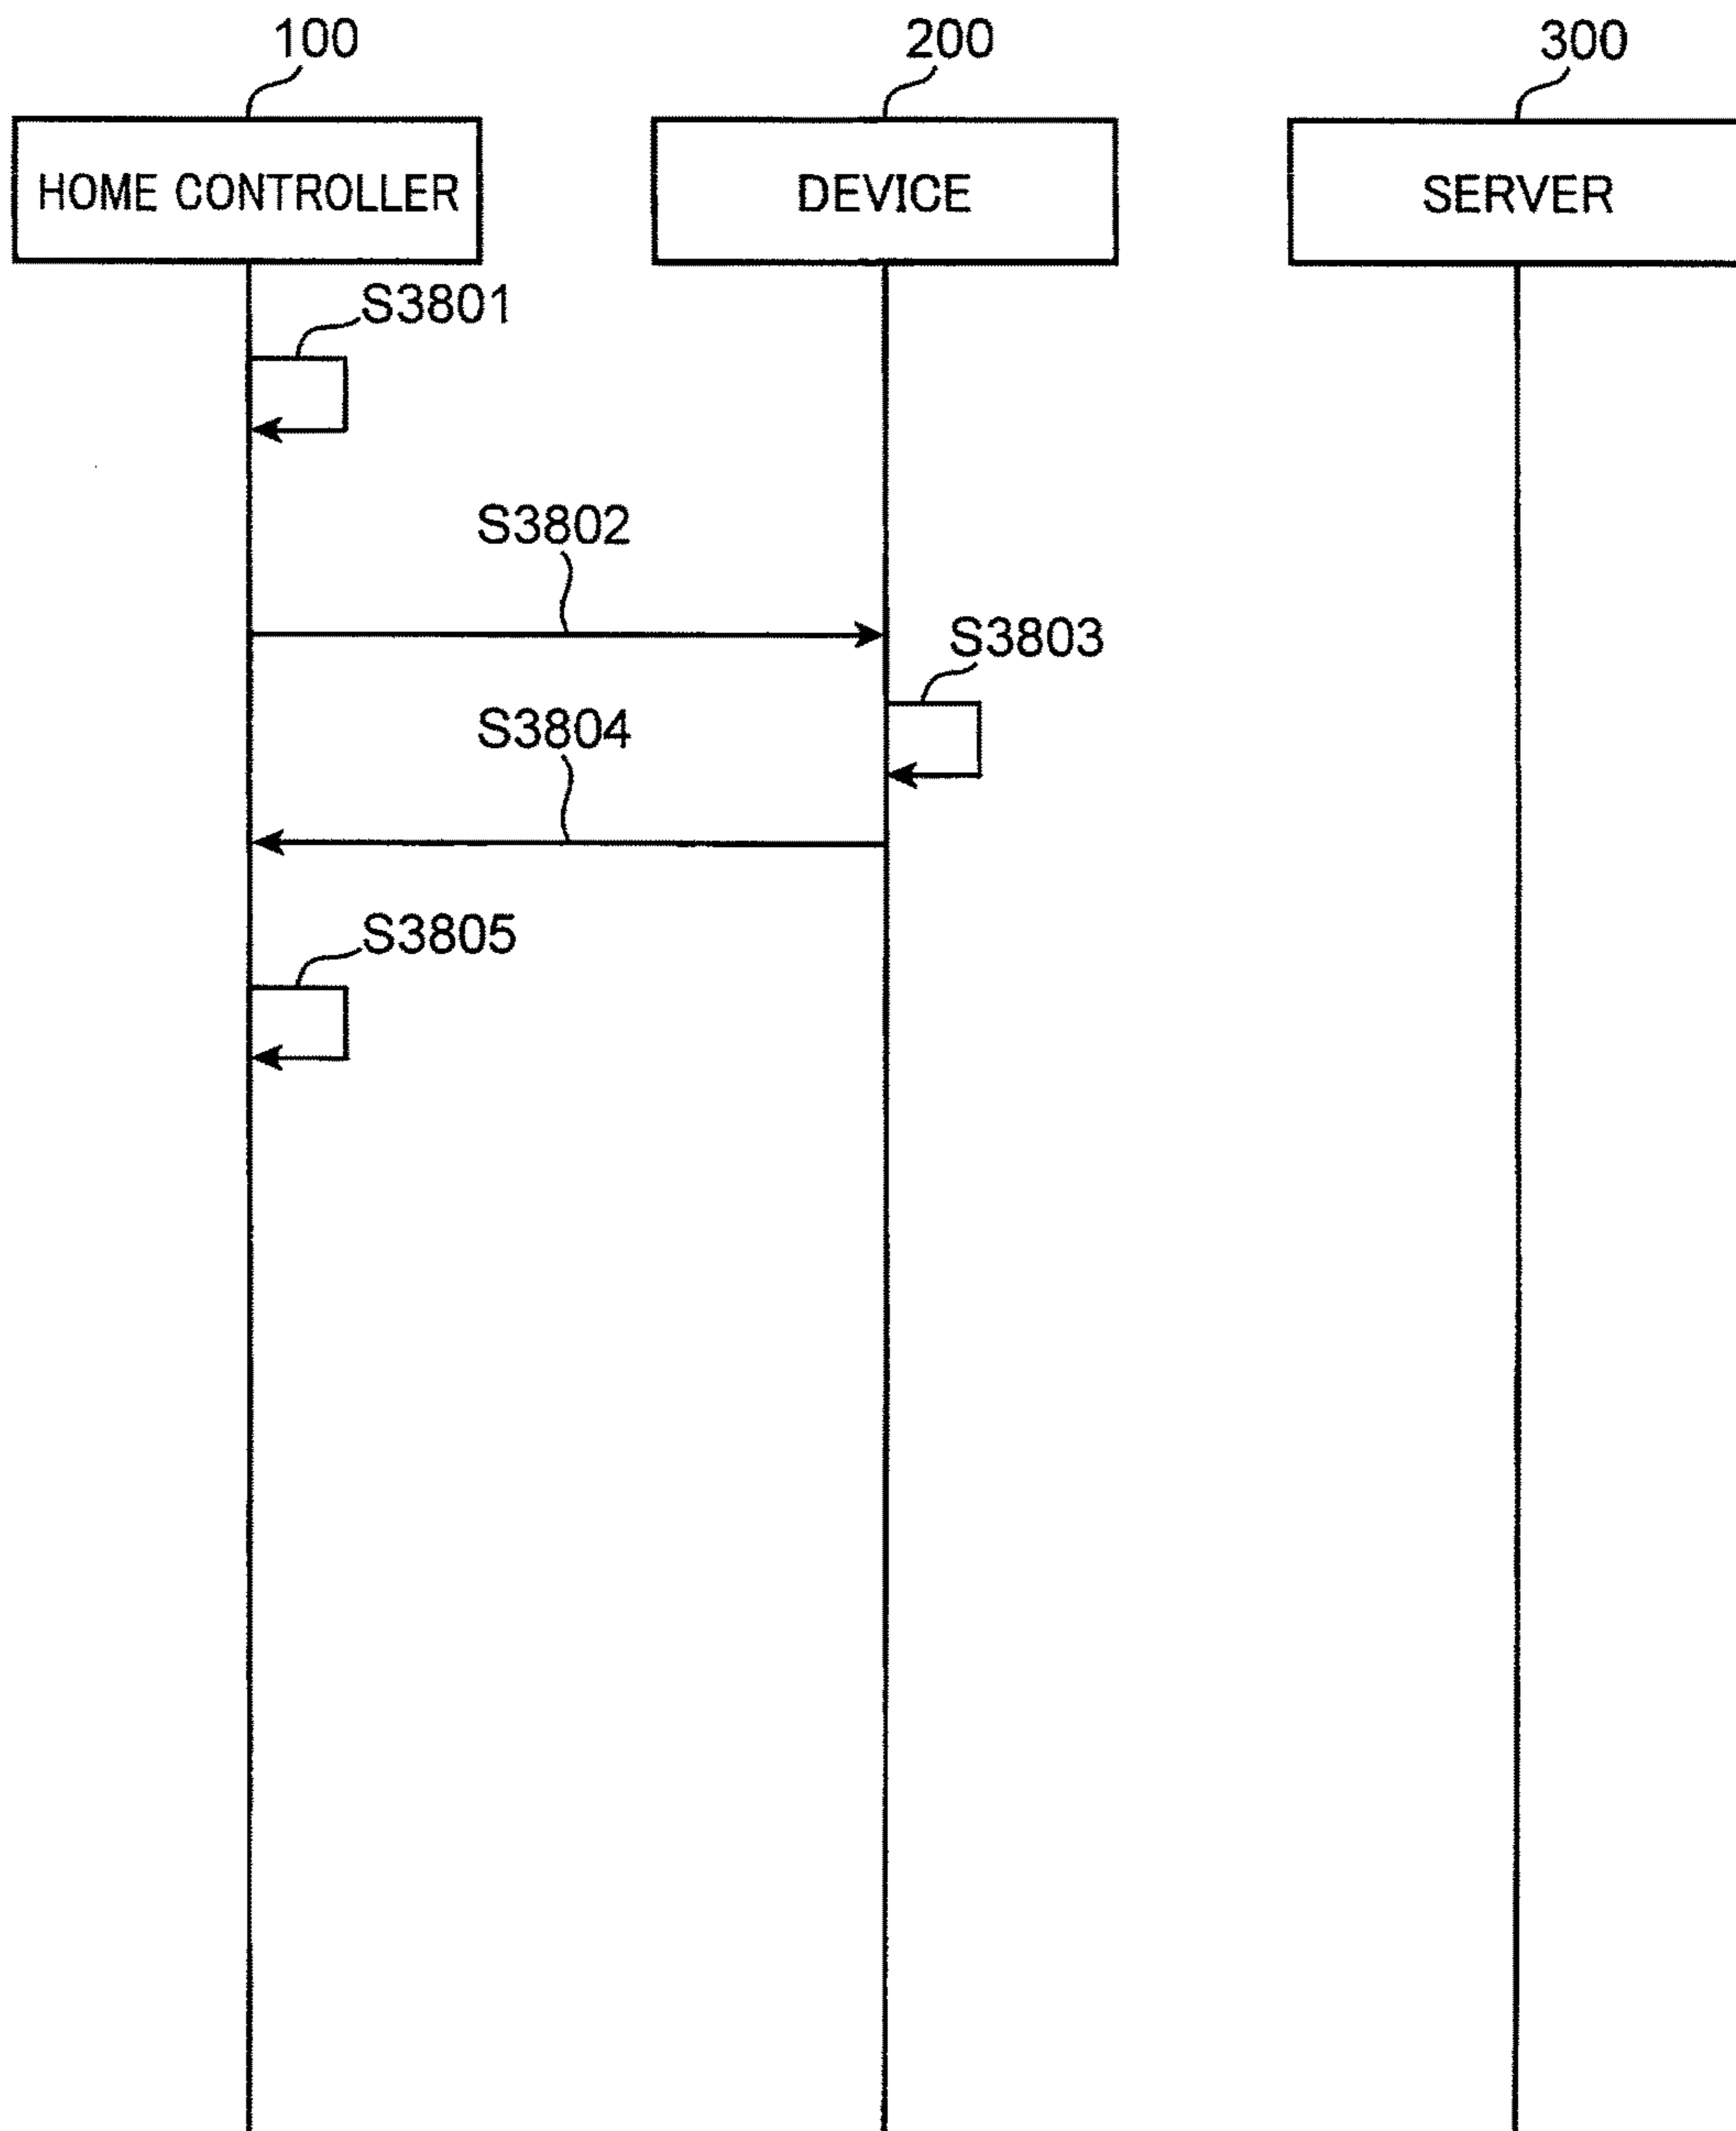 100
200
300
HOME CONTROLLER
DEVICE
SERVER
S3801
S3802
S3803
S3804
S3805